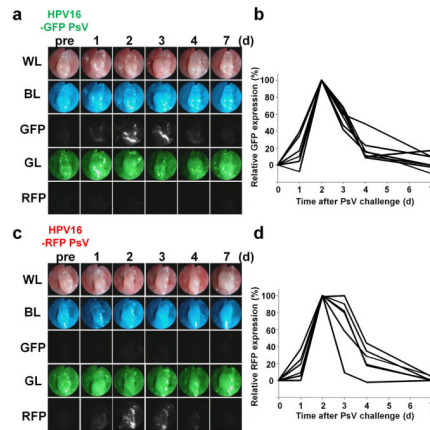 a
HPV16
-GFP PsV
pre 1 2 3 4 7 (d)
WL
BL
GFP
GL
RFP
b
Relative GFP expression (%)
100
80
60
40
20
0
0 1 2 3 4 7
Time after PsV challenge (d)
c
HPV16
-RFP PsV
pre 1 2 3 4 7 (d)
WL
BL
GFP
GL
RFP
d
Relative RFP expression (%)
100
80
60
40
20
0
0 1 2 3 4 5 6 7
Time after PsV challenge (d)